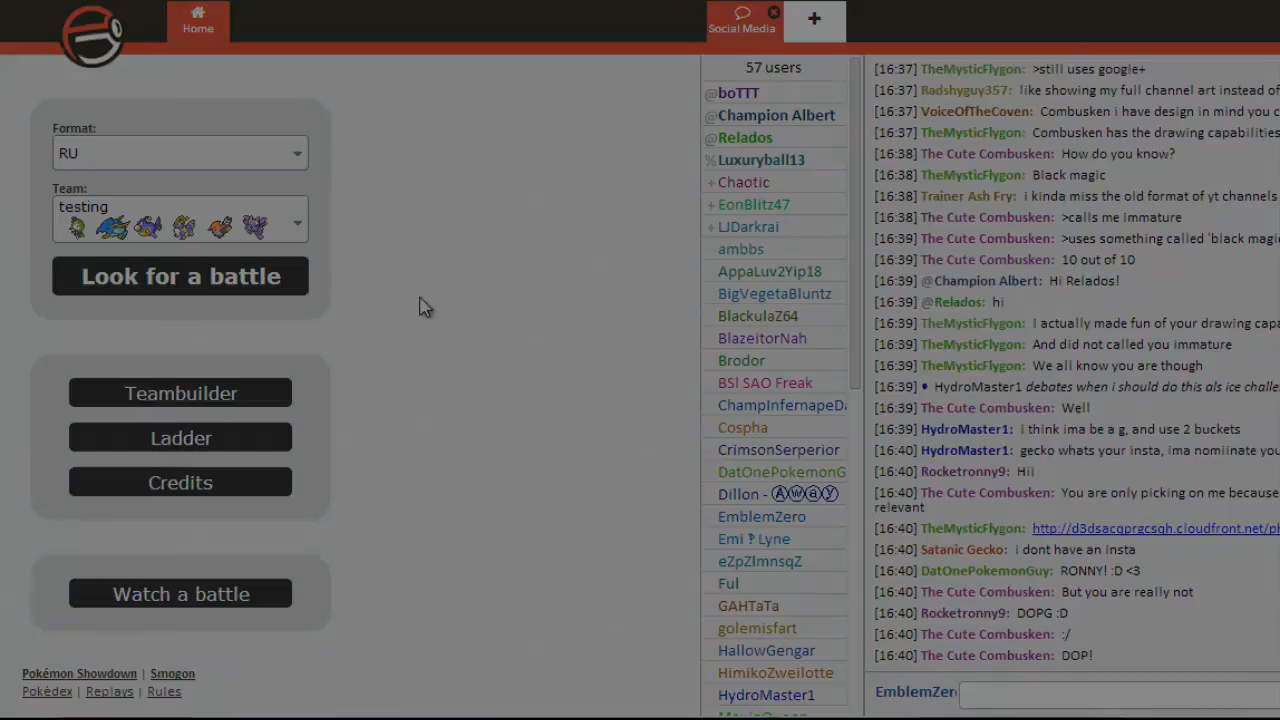 Home
Social Media
+
Format:
RU
Team:
testing
Look for a battle
Teambuilder
Ladder
Credits
Watch a battle
Pokémon Showdown | Smogon
Pokédex | Replays | Rules
57 users
@boTTT
@Champion Albert
@Relados
%Luxuryball13
+ Chaotic
+ EonBlitz47
+ LJDarkrai
ambbs
AppaLuv2Yip18
BigVegetaBluntz
BlackulaZ64
BlazeitorNah
Brodor
BSl SAO Freak
ChampInfernapeDa
Cospha
CrimsonSerperior
DatOnePokemonG
Dillon - Ⓐⓦⓐⓨ
EmblemZero
Emi ‽ Lyne
eZpZlmnsqZ
Ful
GAHTaTa
golemisfart
HallowGengar
HimikoZweilotte
HydroMaster1
[16:37] TheMysticFlygon: >still uses google+
[16:37] Radshyguy357: like showing my full channel art instead of
[16:37] VoiceOfTheCoven: Combusken i have design in mind you c
[16:37] TheMysticFlygon: Combusken has the drawing capabilities
[16:38] The Cute Combusken: How do you know?
[16:38] TheMysticFlygon: Black magic
[16:38] Trainer Ash Fry: i kinda miss the old format of yt channels
[16:38] The Cute Combusken: >calls me immature
[16:39] The Cute Combusken: >uses something called 'black magic
[16:39] The Cute Combusken: 10 out of 10
[16:39] @Champion Albert: Hi Relados!
[16:39] @Relados: hi
[16:39] TheMysticFlygon: I actually made fun of your drawing capa
[16:39] TheMysticFlygon: And did not called you immature
[16:39] TheMysticFlygon: We all know you are though
[16:39] • HydroMaster1 debates when i should do this als ice challe
[16:39] The Cute Combusken: Well
[16:39] HydroMaster1: i think ima be a g, and use 2 buckets
[16:39] HydroMaster1: gecko whats your insta, ima nomiinate you
[16:40] Rocketronny9: Hii
[16:40] The Cute Combusken: You are only picking on me because
relevant
[16:40] TheMysticFlygon: http://d3dsacqprgcsqh.cloudfront.net/ph
[16:40] Satanic Gecko: i dont have an insta
[16:40] DatOnePokemonGuy: RONNY! :D <3
[16:40] The Cute Combusken: But you are really not
[16:40] Rocketronny9: DOPG :D
[16:40] The Cute Combusken: :/
[16:40] The Cute Combusken: DOP!
EmblemZero